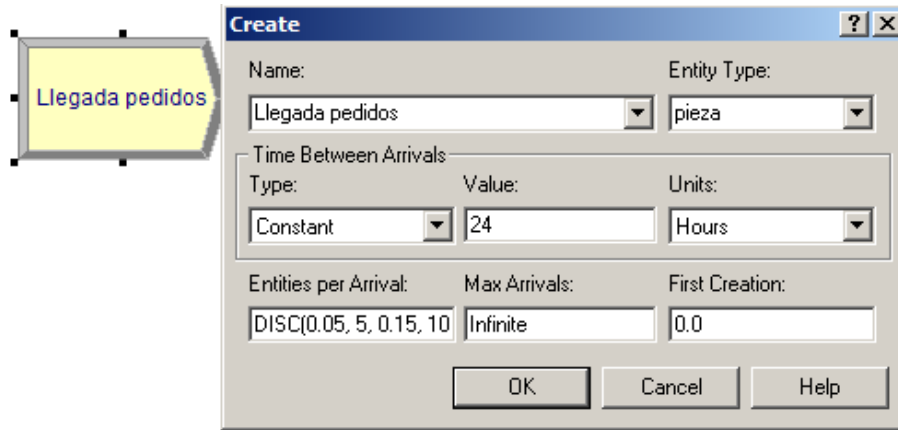 Llegada pedidos
Create
Name: Entity Type:
Llegada pedidos pieza
Time Between Arrivals
Type: Value: Units:
Constant 24 Hours
Entities per Arrival: Max Arrivals: First Creation:
DISC(0.05, 5, 0.15, 10 Infinite 0.0
OK Cancel Help